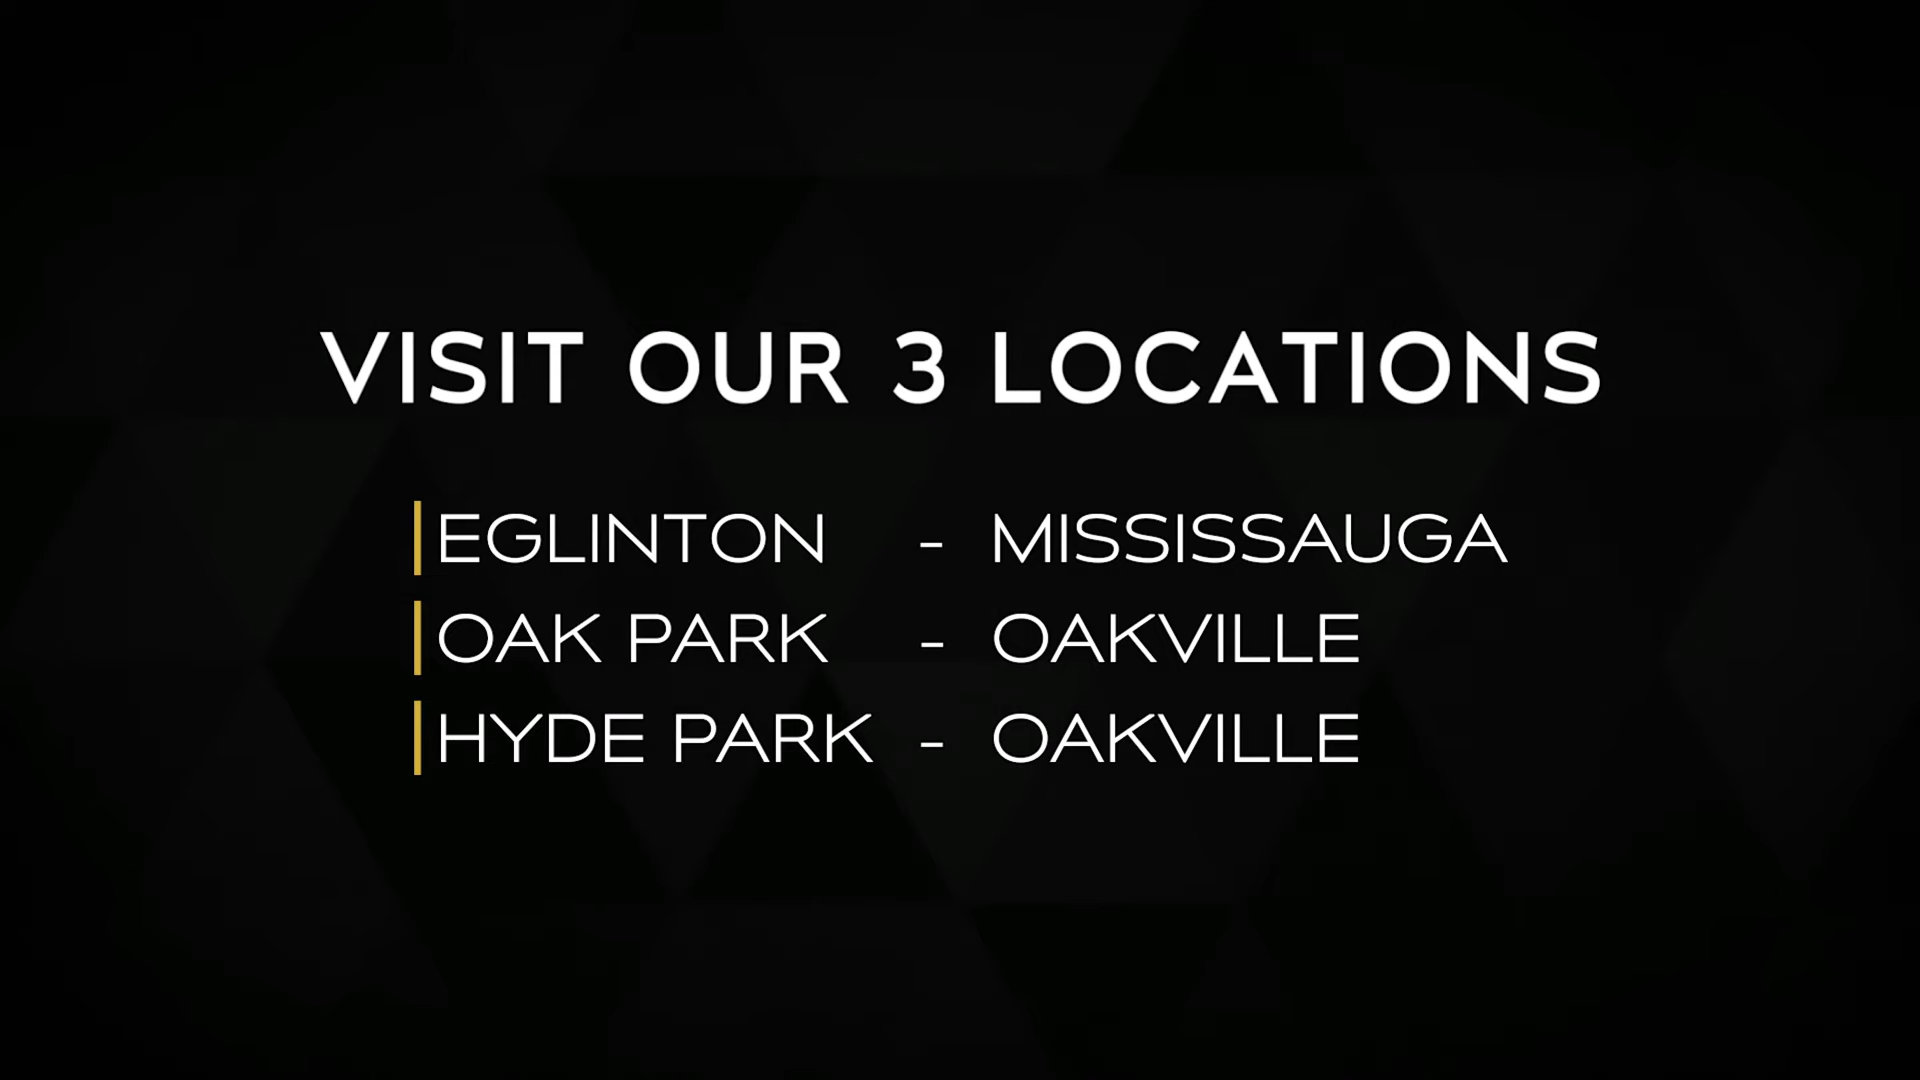 VISIT OUR 3 LOCATIONS
EGLINTON - MISSISSAUGA
OAK PARK - OAKVILLE
HYDE PARK - OAKVILLE